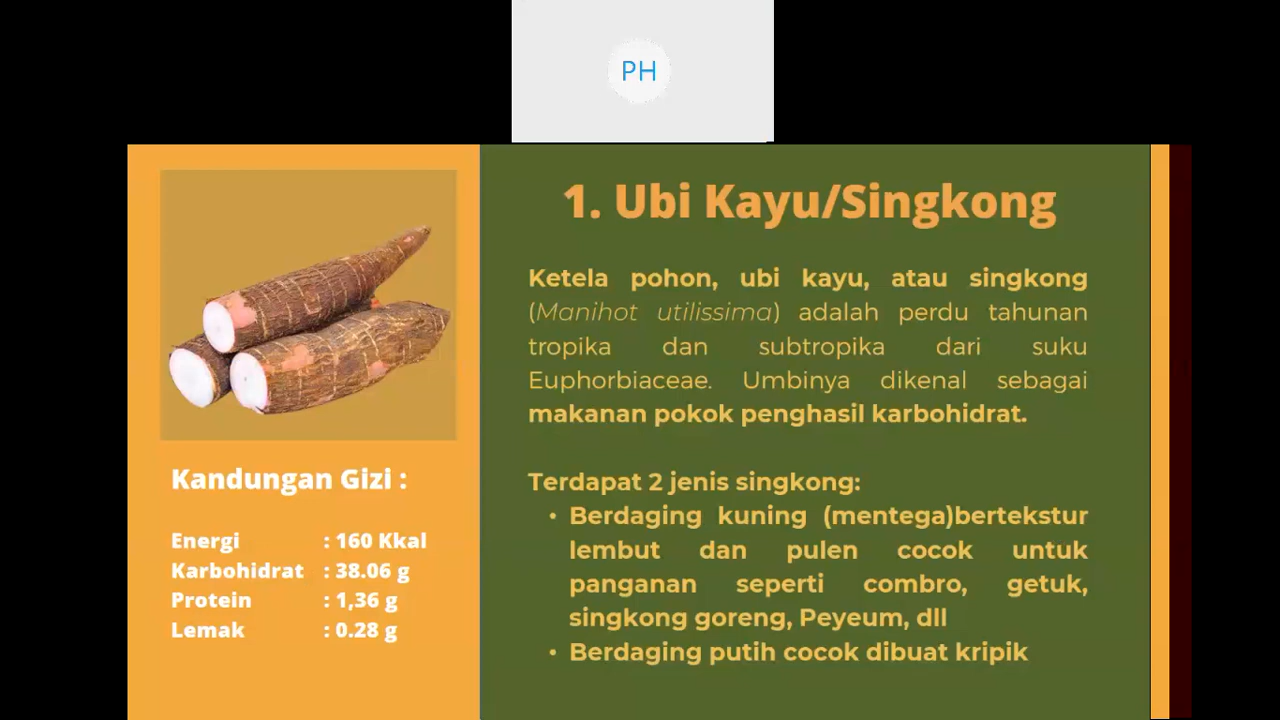 PH
1. Ubi Kayu/Singkong
Ketela pohon, ubi kayu, atau singkong
(Manihot utilissima) adalah perdu tahunan
tropika dan subtropika dari suku
Euphorbiaceae. Umbinya dikenal sebagai
makanan pokok penghasil karbohidrat.
Terdapat 2 jenis singkong:
• Berdaging kuning (mentega)bertekstur
lembut dan pulen cocok untuk
panganan seperti combro, getuk,
singkong goreng, Peyeum, dll
• Berdaging putih cocok dibuat kripik
Kandungan Gizi :
Energi : 160 Kkal
Karbohidrat : 38.06 g
Protein : 1,36 g
Lemak : 0.28 g